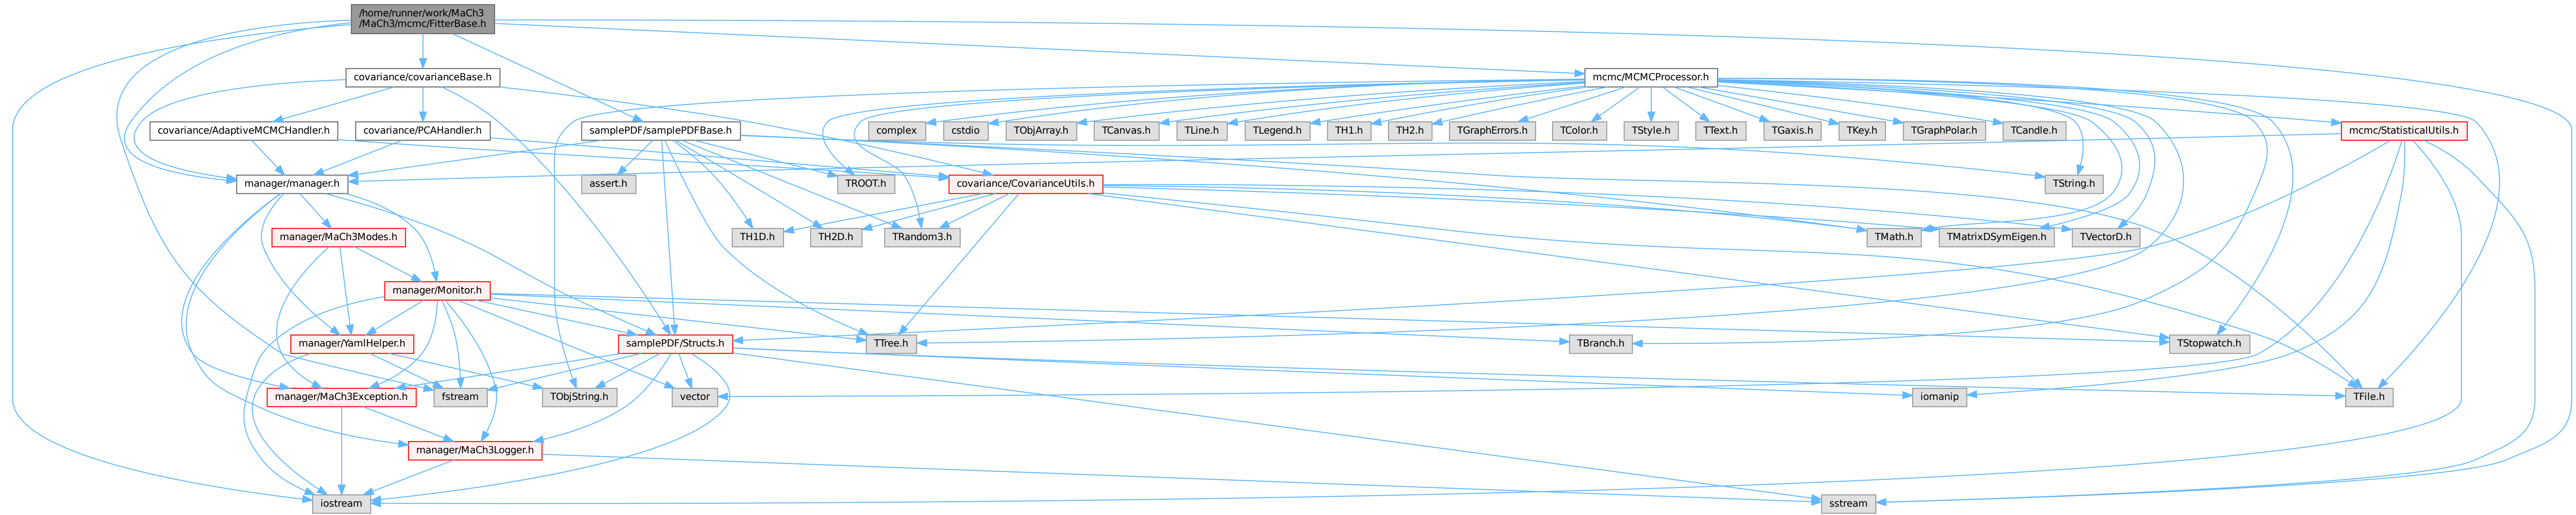 /home/runner/work/MaCh3
/MaCh3/mcmc/FitterBase.h
covariance/covarianceBase.h
mcmc/MCMCProcessor.h
covariance/AdaptiveMCMCHandler.h
covariance/PCAHandler.h
samplePDF/samplePDFBase.h
complex
cstdio
TObjArray.h
TCanvas.h
TLine.h
TLegend.h
TH1.h
TH2.h
TGraphErrors.h
TColor.h
TStyle.h
TText.h
TGaxis.h
TKey.h
TGraphPolar.h
TCandle.h
mcmc/StatisticalUtils.h
manager/manager.h
assert.h
TROOT.h
covariance/CovarianceUtils.h
TString.h
manager/MaCh3Modes.h
TH1D.h
TH2D.h
TRandom3.h
TMath.h
TMatrixDSymEigen.h
TVectorD.h
manager/Monitor.h
manager/YamlHelper.h
samplePDF/Structs.h
TTree.h
TBranch.h
TStopwatch.h
manager/MaCh3Exception.h
fstream
TObjString.h
vector
iomanip
TFile.h
manager/MaCh3Logger.h
iostream
sstream